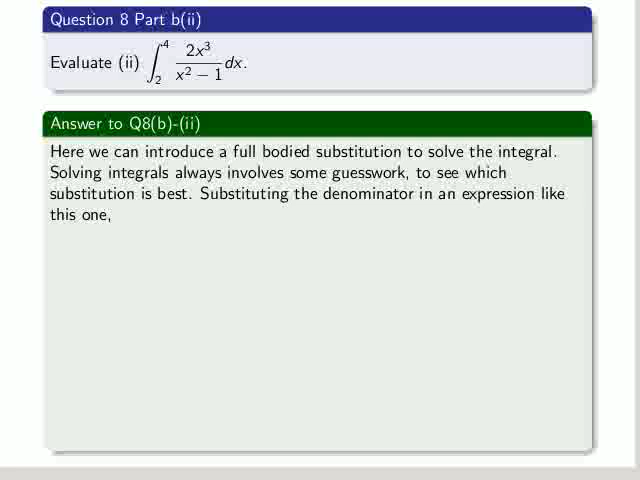 Question 8 Part b(ii)
Evaluate (ii) ∫₂⁴ 2x³/(x² − 1) dx.
Answer to Q8(b)-(ii)
Here we can introduce a full bodied substitution to solve the integral.
Solving integrals always involves some guesswork, to see which
substitution is best. Substituting the denominator in an expression like
this one,